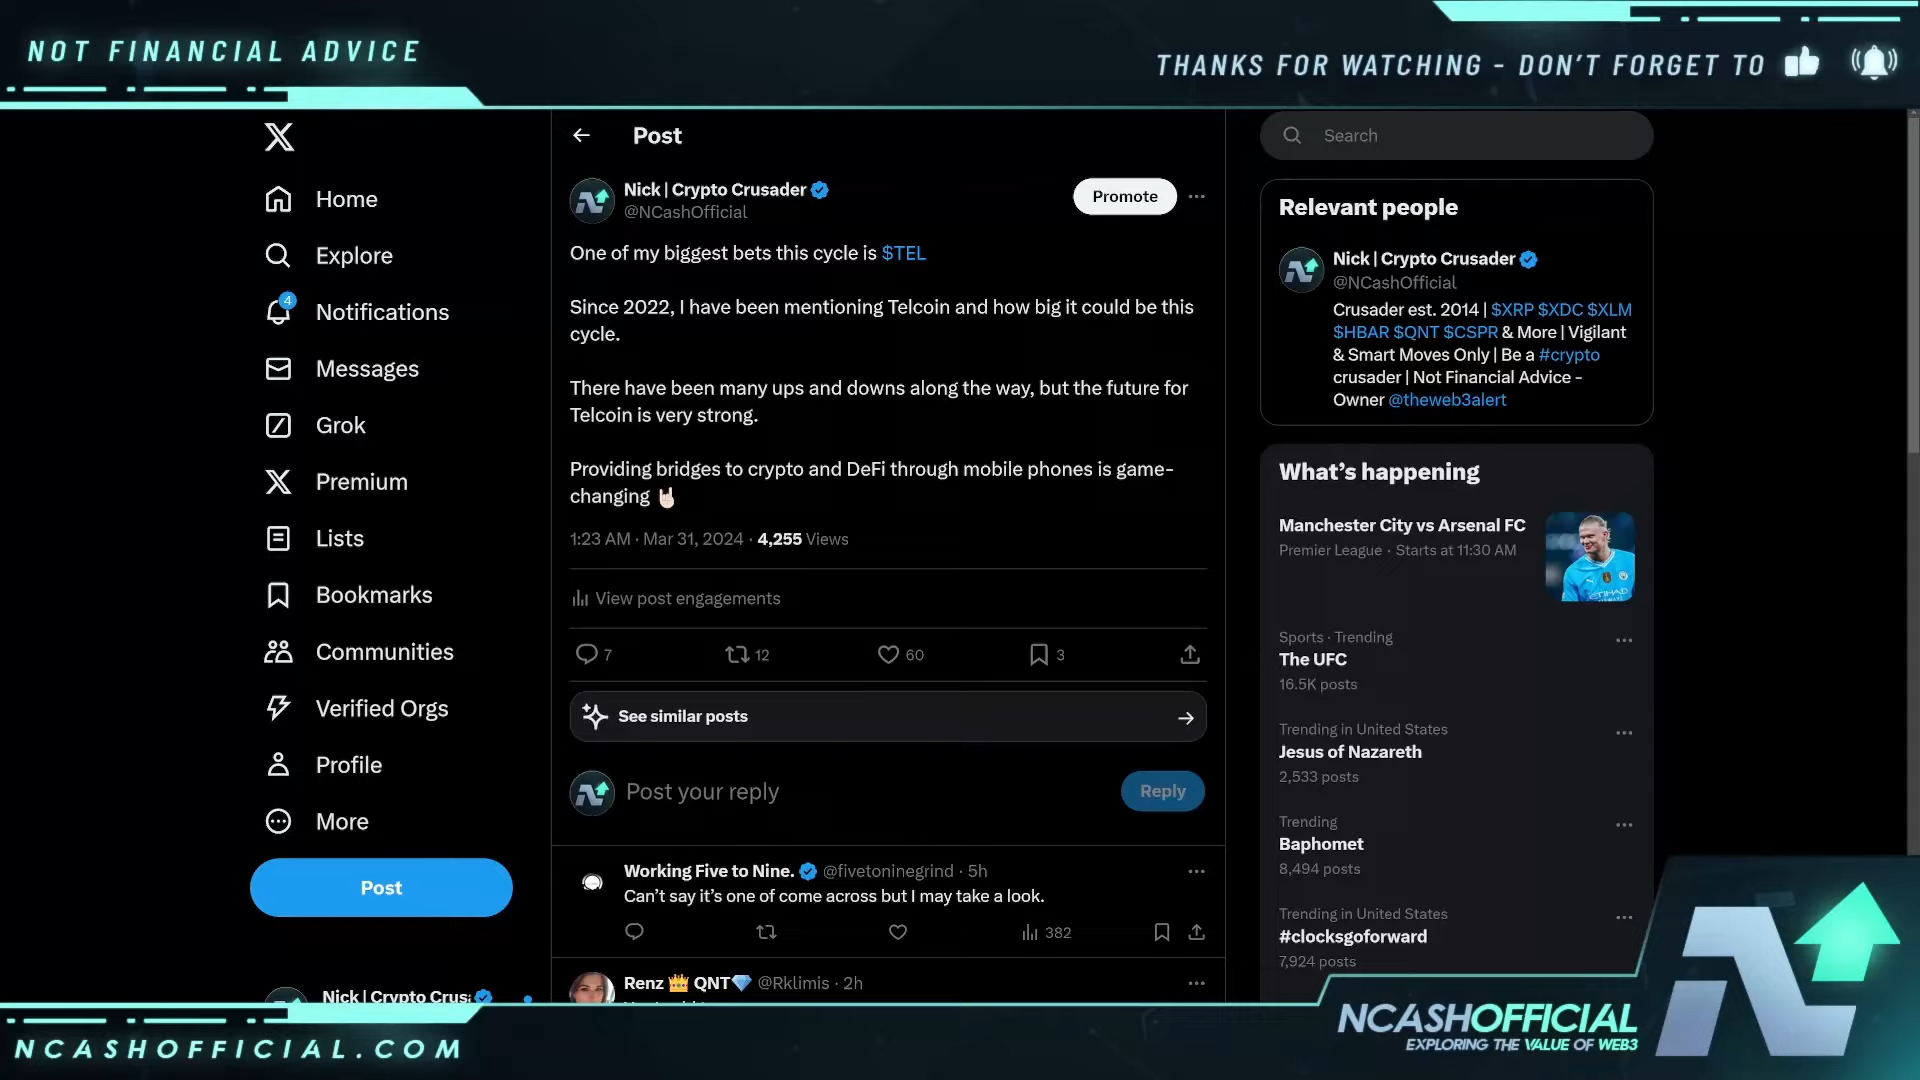 NOT FINANCIAL ADVICE
THANKS FOR WATCHING - DON'T FORGET TO
Home
Explore
4
Notifications
Messages
Grok
Premium
Lists
Bookmarks
Communities
Verified Orgs
Profile
More
Post
Nick | Crypto Crus
Post
Nick | Crypto Crusader
@NCashOfficial
Promote
One of my biggest bets this cycle is $TEL
Since 2022, I have been mentioning Telcoin and how big it could be this
cycle.
There have been many ups and downs along the way, but the future for
Telcoin is very strong.
Providing bridges to crypto and DeFi through mobile phones is game-
changing 🤘🏻
1:23 AM · Mar 31, 2024 · 4,255 Views
View post engagements
7 12 60 3
See similar posts
Post your reply
Reply
Working Five to Nine. @fivetoninegrind · 5h
Can't say it's one of come across but I may take a look.
382
Renz 👑 QNT💎 @Rklimis · 2h
Search
Relevant people
Nick | Crypto Crusader
@NCashOfficial
Crusader est. 2014 | $XRP $XDC $XLM
$HBAR $QNT $CSPR & More | Vigilant
& Smart Moves Only | Be a #crypto
crusader | Not Financial Advice -
Owner @theweb3alert
What's happening
Manchester City vs Arsenal FC
Premier League · Starts at 11:30 AM
ETIHAD
Sports · Trending
The UFC
16.5K posts
Trending in United States
Jesus of Nazareth
2,533 posts
Trending
Baphomet
8,494 posts
Trending in United States
#clocksgoforward
7,924 posts
NCASHOFFICIAL.COM
NCASHOFFICIAL
EXPLORING THE VALUE OF WEB3